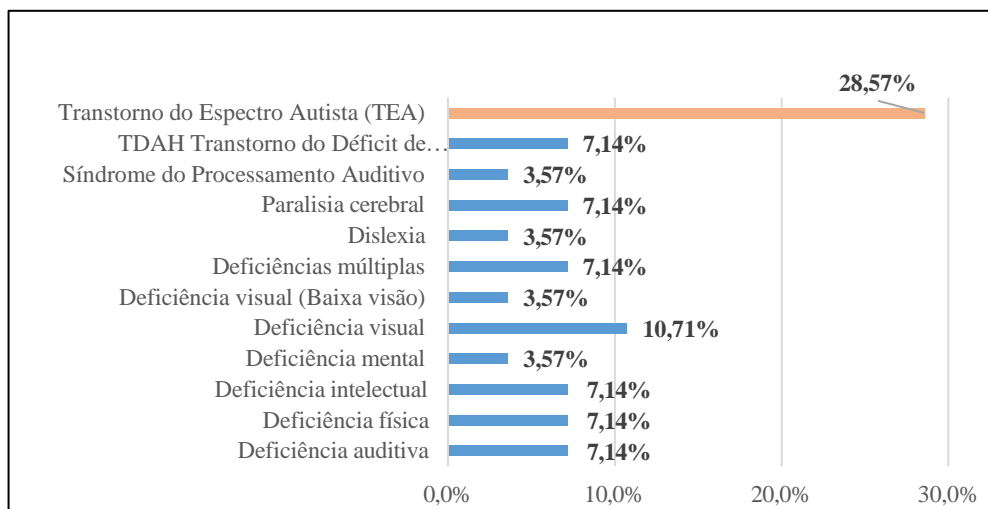 28,57%
Transtorno do Espectro Autista (TEA)
TDAH Transtorno do Déficit de… 7,14%
Síndrome do Processamento Auditivo 3,57%
Paralisia cerebral 7,14%
Dislexia 3,57%
Deficiências múltiplas 7,14%
Deficiência visual (Baixa visão) 3,57%
Deficiência visual 10,71%
Deficiência mental 3,57%
Deficiência intelectual 7,14%
Deficiência física 7,14%
Deficiência auditiva 7,14%
0,0% 10,0% 20,0% 30,0%